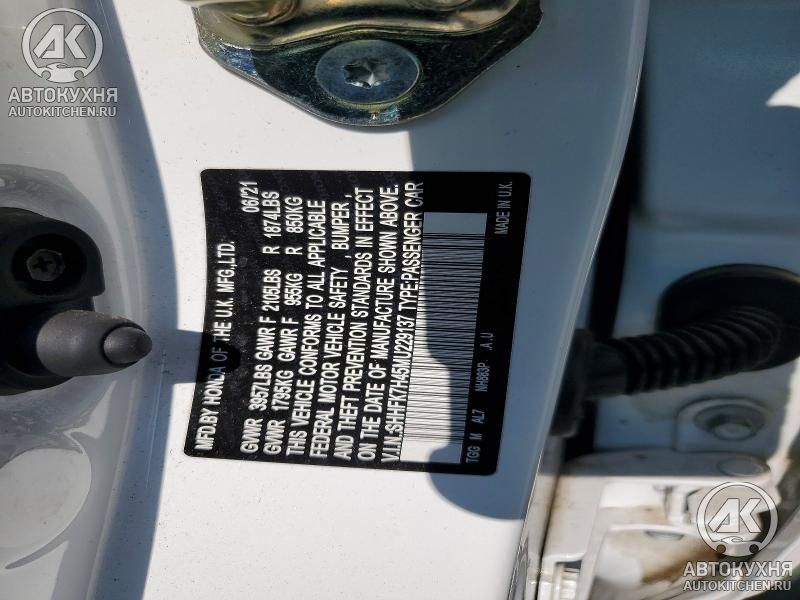 AK
АВТОКУХНЯ
AUTOKITCHEN.RU
MFD.BY HONDA OF THE U.K. MFG.,LTD. 06/21
GVWR 3957LBS GAWR F 2105LBS R 1874LBS
GVWR 1795KG GAWR F 955KG R 850KG
THIS VEHICLE CONFORMS TO ALL APPLICABLE
FEDERAL MOTOR VEHICLE SAFETY , BUMPER ,
AND THEFT PREVENTION STANDARDS IN EFFECT
ON THE DATE OF MANUFACTURE SHOWN ABOVE.
V.I.N.:SHHFK7H45MU229137 TYPE:PASSENGER CAR
TGG M AL7 NH883P .A.U MADE IN U.K.
AK
АВТОКУХНЯ
AUTOKITCHEN.RU